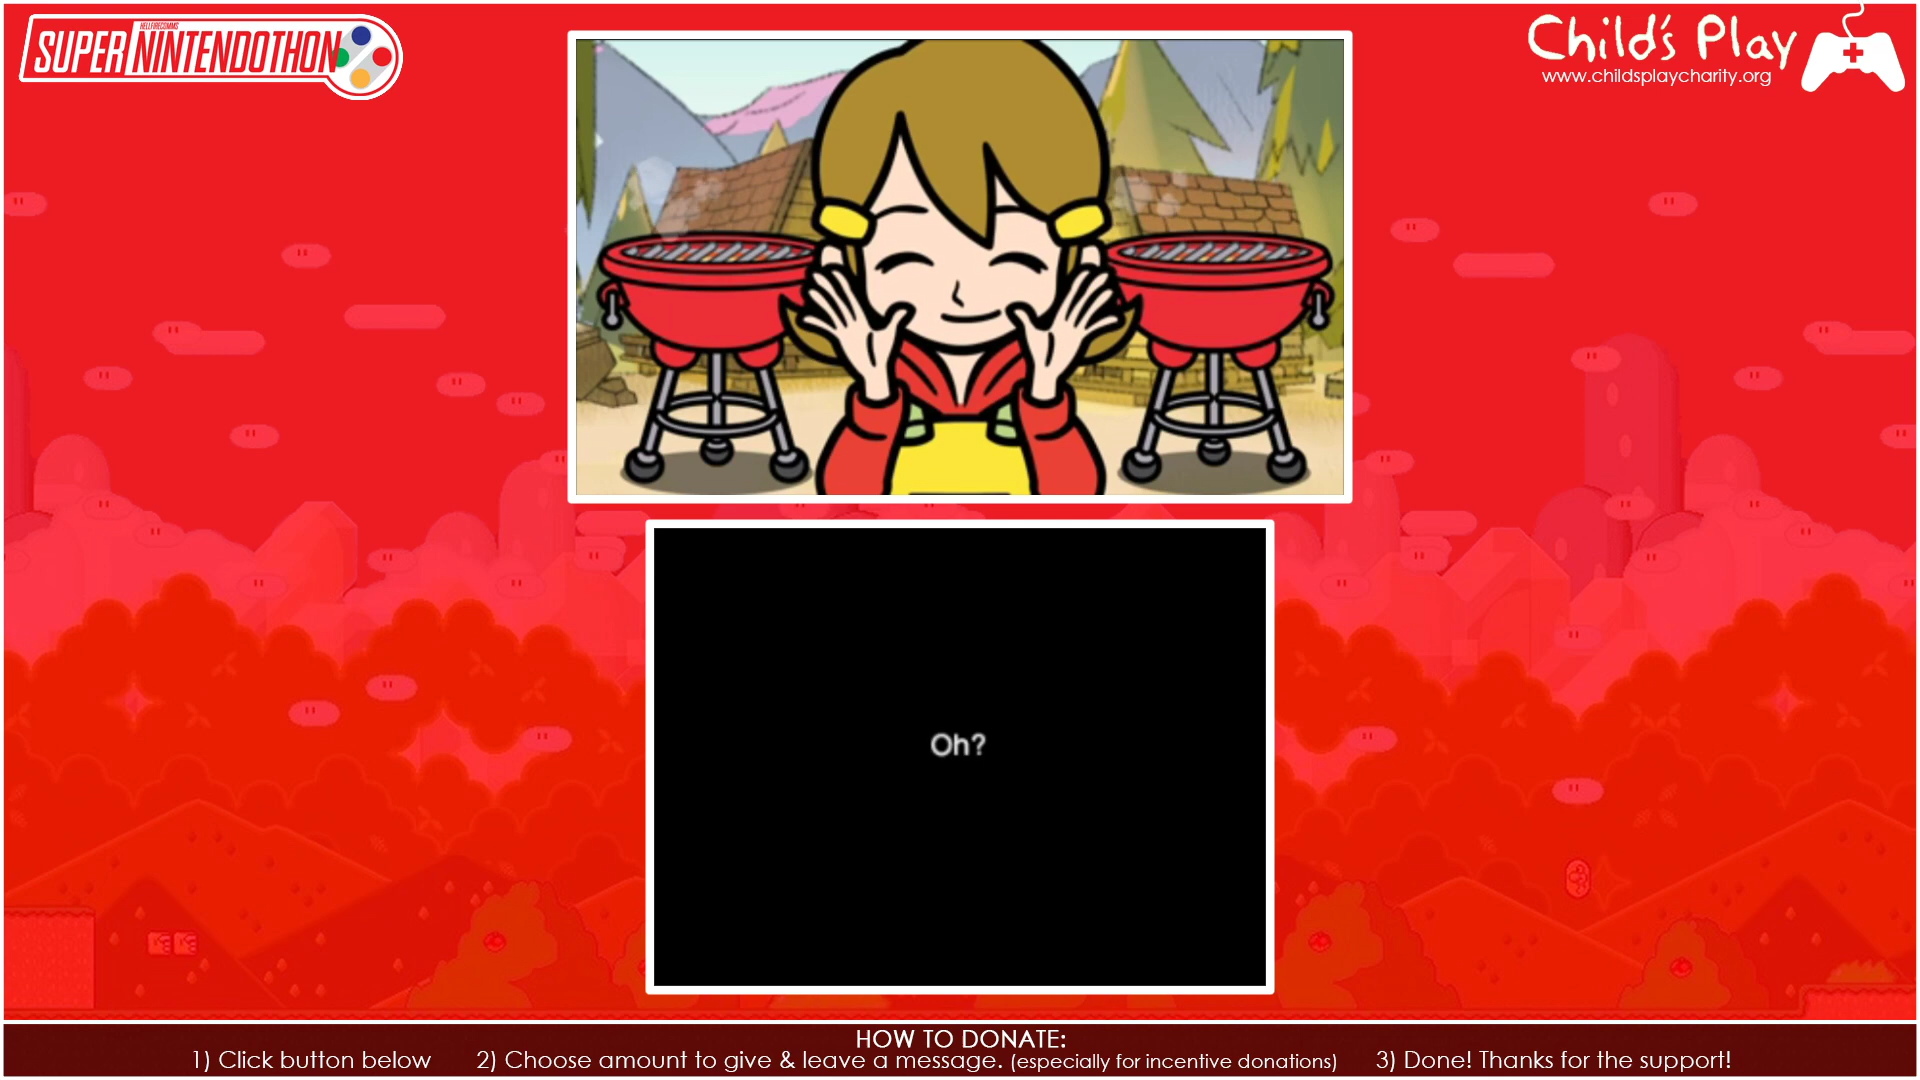 HELLFIRECOMMS
SUPER NINTENDOTHON
Child's Play
www.childsplaycharity.org
Oh?
HOW TO DONATE:
1) Click button below 2) Choose amount to give & leave a message. (especially for incentive donations) 3) Done! Thanks for the support!